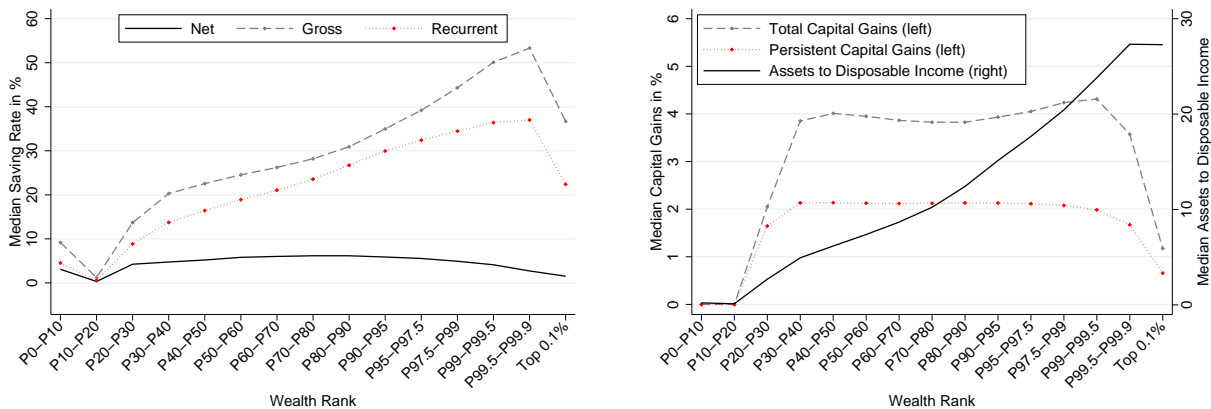 Net Gross Recurrent
Median Saving Rate in %
60
50
40
30
20
10
0
P0−P10
P10−P20
P20−P30
P30−P40
P40−P50
P50−P60
P60−P70
P70−P80
P80−P90
P90−P95
P95−P97.5
P97.5−P99
P99−P99.5
P99.5−P99.9
Top 0.1%
Wealth Rank
Total Capital Gains (left)
Persistent Capital Gains (left)
Assets to Disposable Income (right)
Median Capital Gains in %
6
5
4
3
2
1
0
Median Assets to Disposable Income
30
20
10
0
P0−P10
P10−P20
P20−P30
P30−P40
P40−P50
P50−P60
P60−P70
P70−P80
P80−P90
P90−P95
P95−P97.5
P97.5−P99
P99−P99.5
P99.5−P99.9
Top 0.1%
Wealth Rank